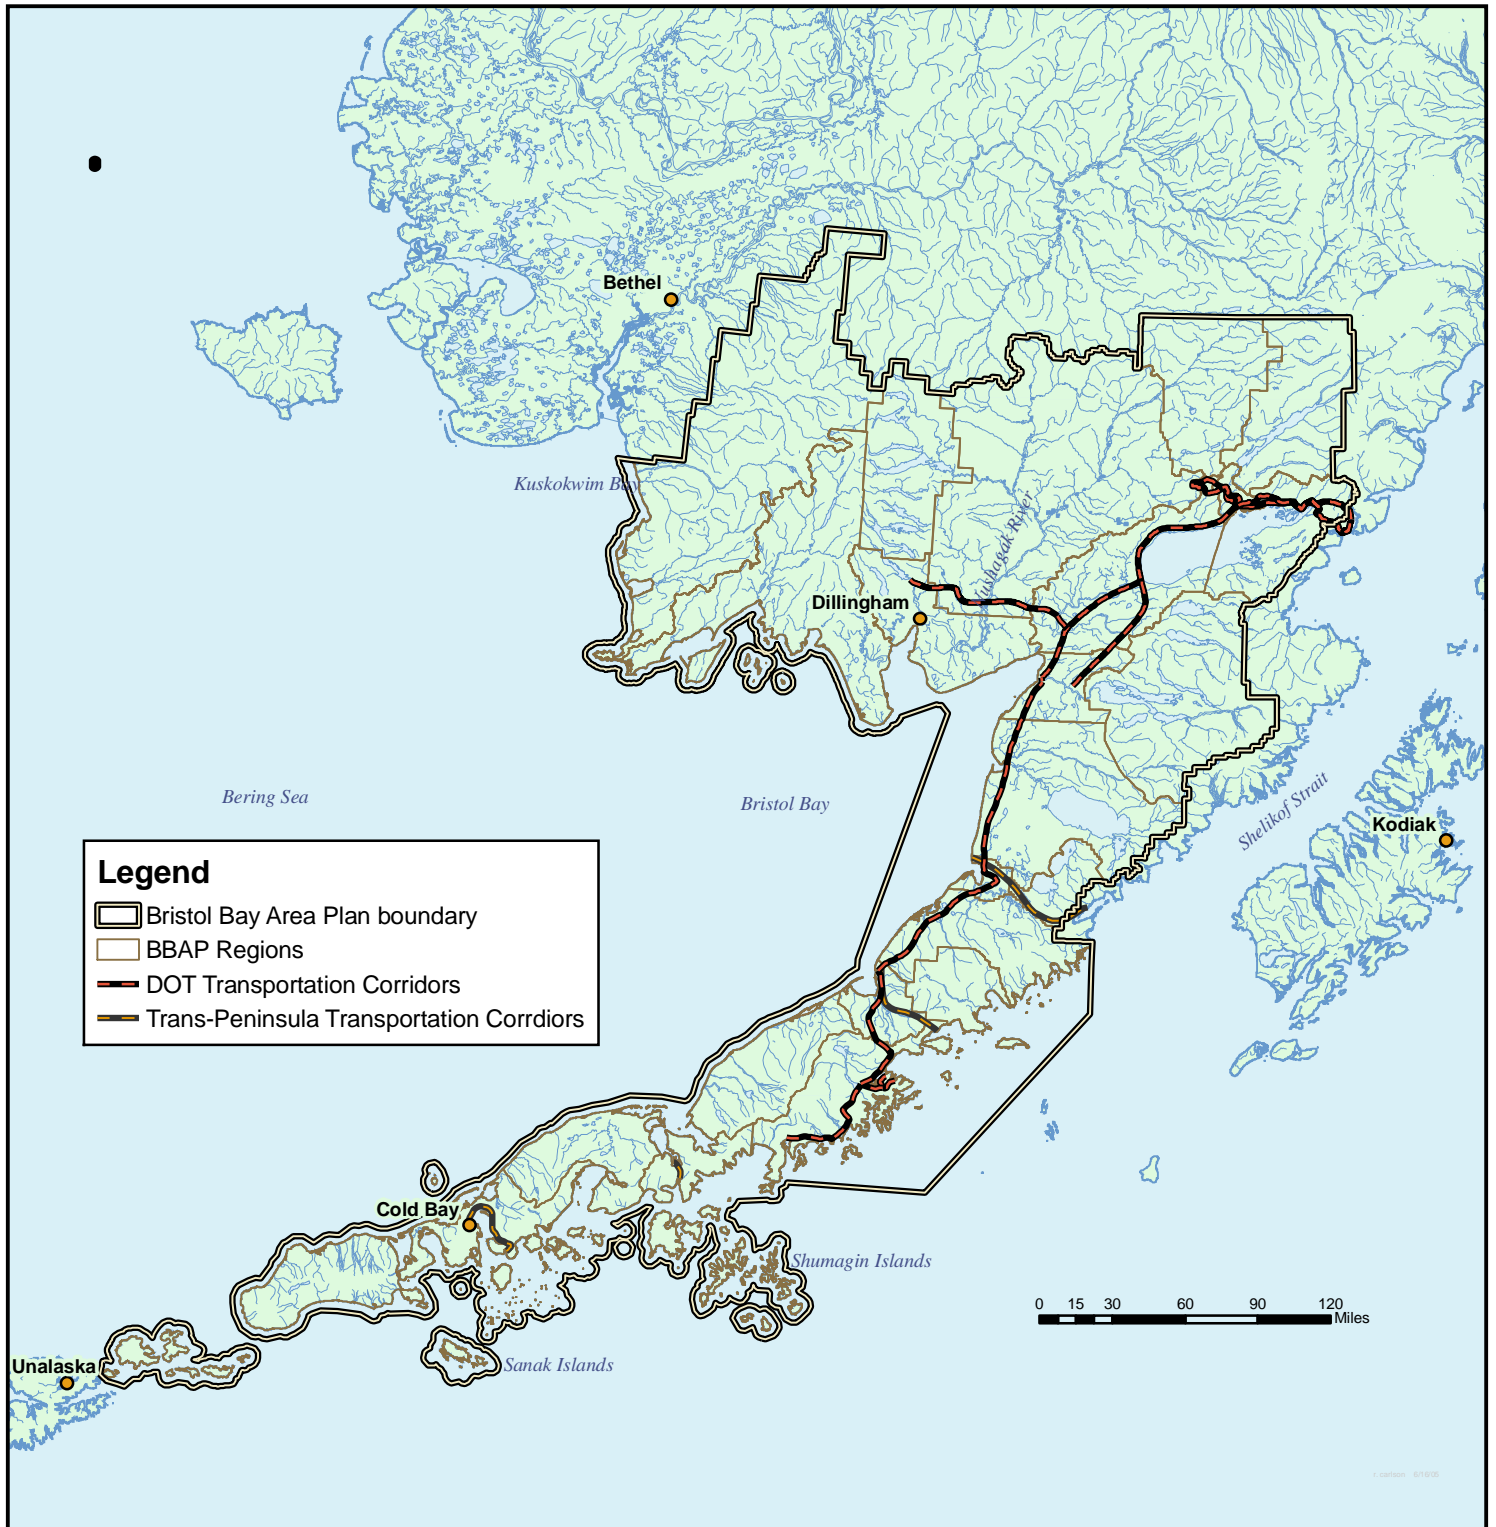 Bethel
Kuskokwim Bay
Nushagak River
Dillingham
Bering Sea
Bristol Bay
Shelikof Strait
Kodiak
Legend
Bristol Bay Area Plan boundary
BBAP Regions
DOT Transportation Corridors
Trans-Peninsula Transportation Corrdiors
Cold Bay
Shumagin Islands
0 15 30 60 90 120
Miles
Unalaska
Sanak Islands